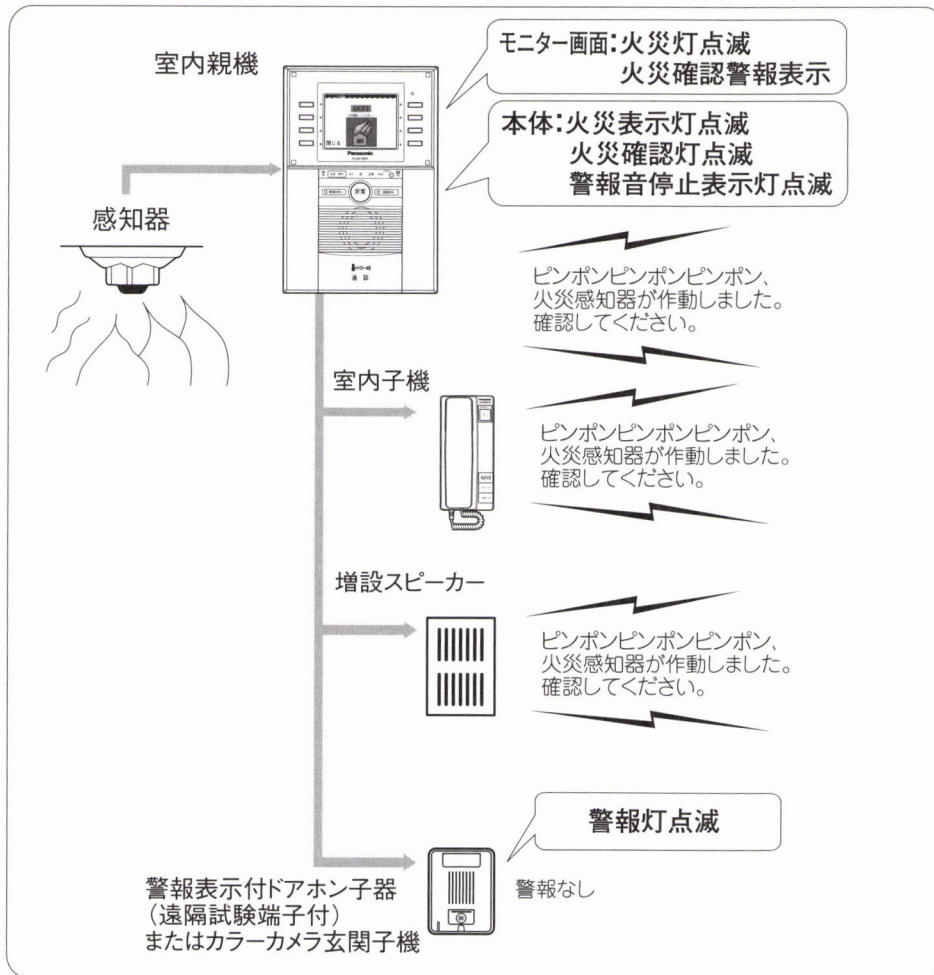 室内親機
モニター画面:火災灯点滅
火災確認警報表示
本体:火災表示灯点滅
火災確認灯点滅
警報音停止表示灯点滅
感知器
閉じる
Panasonic
非常
通話
ピンポンピンポンピンポン、
火災感知器が作動しました。
確認してください。
室内子機
ピンポンピンポンピンポン、
火災感知器が作動しました。
確認してください。
増設スピーカー
ピンポンピンポンピンポン、
火災感知器が作動しました。
確認してください。
警報灯点滅
警報表示付ドアホン子器
(遠隔試験端子付)
またはカラーカメラ玄関子機
警報なし